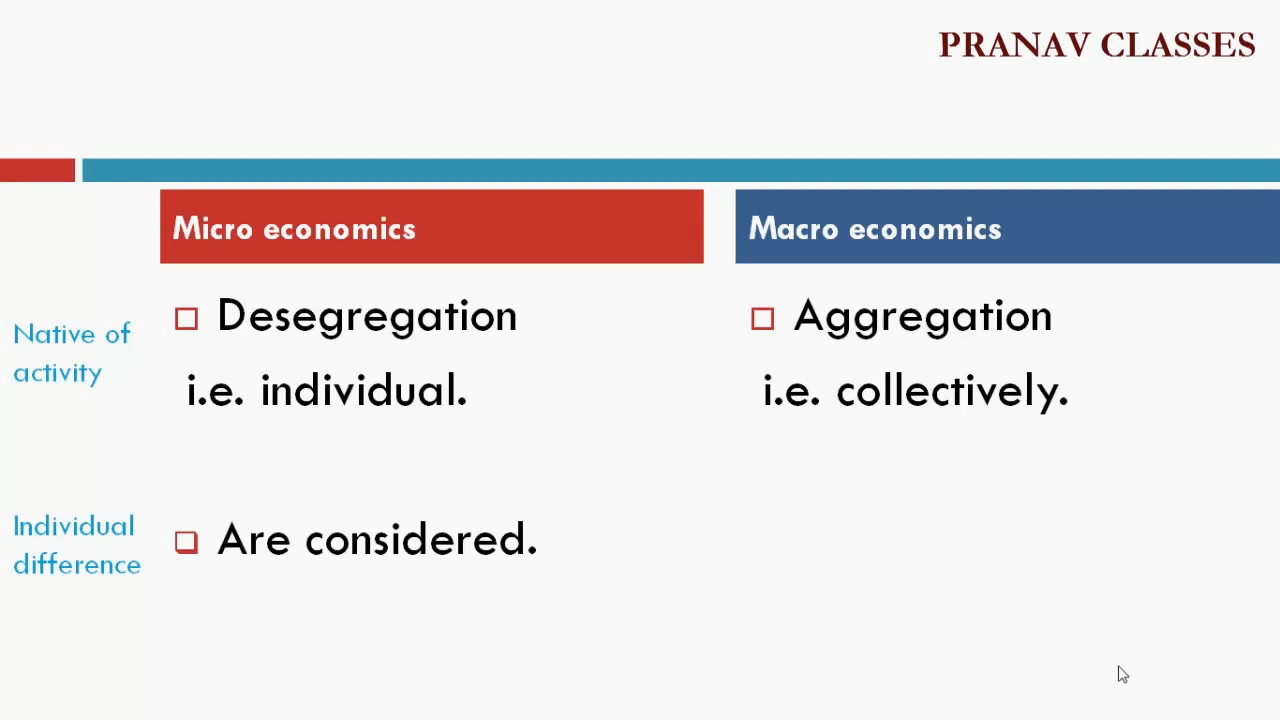 PRANAV CLASSES
Micro economics
Macro economics
Native of
activity
Desegregation
i.e. individual.
Aggregation
i.e. collectively.
Individual
difference
Are considered.